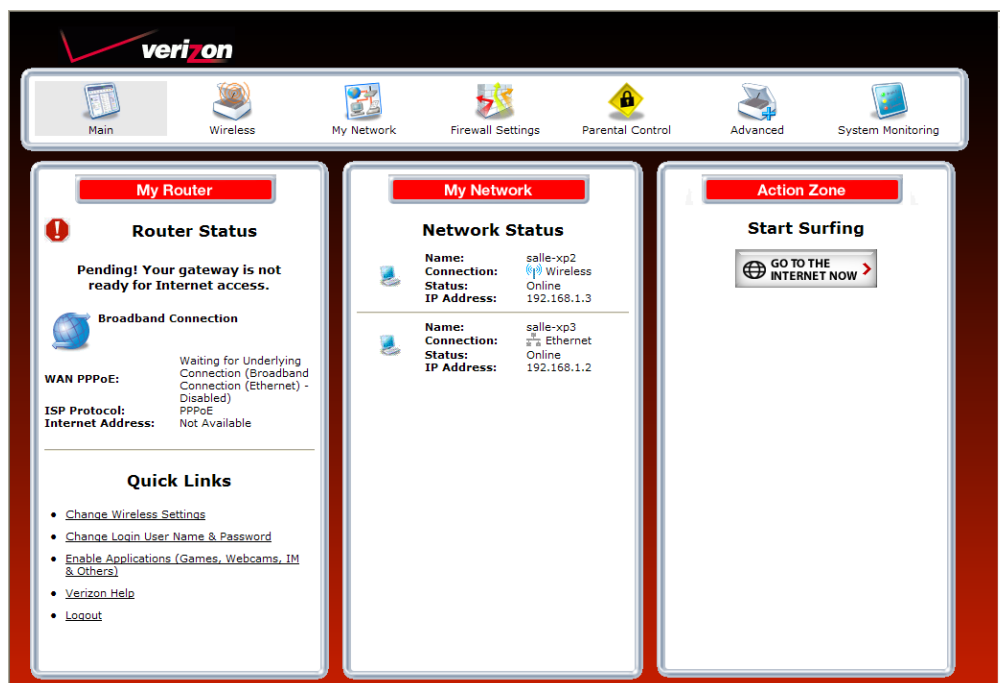 verizon
Main
Wireless
My Network
Firewall Settings
Parental Control
Advanced
System Monitoring
My Router
Router Status
Pending! Your gateway is not
ready for Internet access.
Broadband Connection
WAN PPPoE:
Waiting for Underlying
Connection (Broadband
Connection (Ethernet) -
Disabled)
ISP Protocol: PPPoE
Internet Address: Not Available
Quick Links
Change Wireless Settings
Change Login User Name & Password
Enable Applications (Games, Webcams, IM
& Others)
Verizon Help
Logout
My Network
Network Status
Name: salle-xp2
Connection: Wireless
Status: Online
IP Address: 192.168.1.3
Name: salle-xp3
Connection: Ethernet
Status: Online
IP Address: 192.168.1.2
Action Zone
Start Surfing
GO TO THE
INTERNET NOW